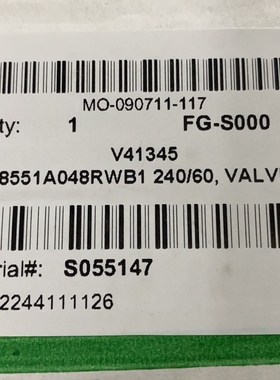 MO-090711-117
ty: 1 FG-S000
V41345
8551A048RWB1 240/60, VALV
rial#: S055147
2244111126